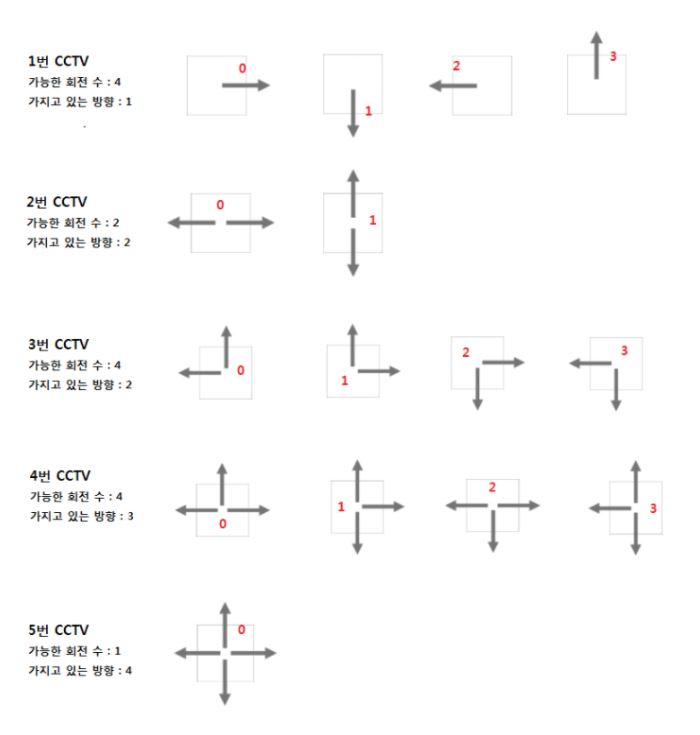 1번 CCTV
가능한 회전 수 : 4
가지고 있는 방향 : 1
0
1
2
3
2번 CCTV
가능한 회전 수 : 2
가지고 있는 방향 : 2
0
1
3번 CCTV
가능한 회전 수 : 4
가지고 있는 방향 : 2
0
1
2
3
4번 CCTV
가능한 회전 수 : 4
가지고 있는 방향 : 3
0
1
2
3
5번 CCTV
가능한 회전 수 : 1
가지고 있는 방향 : 4
0